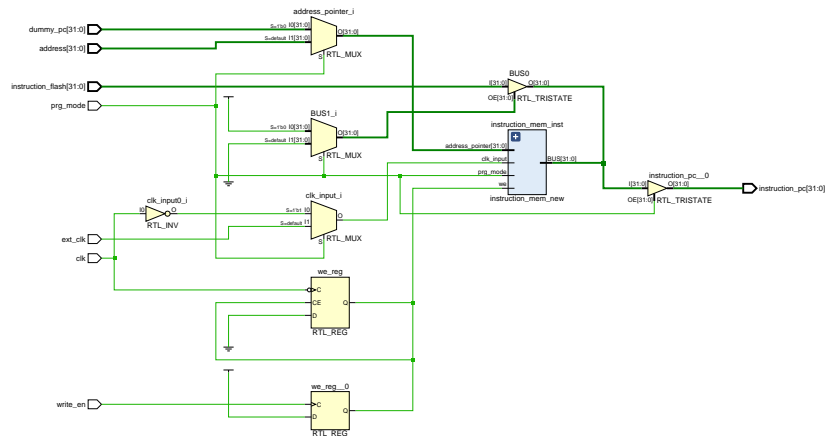 address_pointer_i
dummy_pc[31:0]
S=1'b0 I0[31:0]
O[31:0]
address[31:0]
S=default I1[31:0]
S
RTL_MUX
instruction_flash[31:0]
BUS0
I[31:0]
O[31:0]
OE[31:0]
RTL_TRISTATE
prg_mode
BUS1_i
S=1'b0 I0[31:0]
O[31:0]
S=default I1[31:0]
S
RTL_MUX
instruction_mem_inst
address_pointer[31:0]
clk_input
BUS[31:0]
prg_mode
we
instruction_mem_new
instruction_pc__0
I[31:0]
O[31:0]
instruction_pc[31:0]
OE[31:0]
RTL_TRISTATE
clk_input0_i
I0
O
RTL_INV
clk_input_i
S=1'b1 I0
O
S=default I1
S
RTL_MUX
ext_clk
clk
we_reg
C
CE
Q
D
RTL_REG
we_reg__0
write_en
C
Q
D
RTL_REG